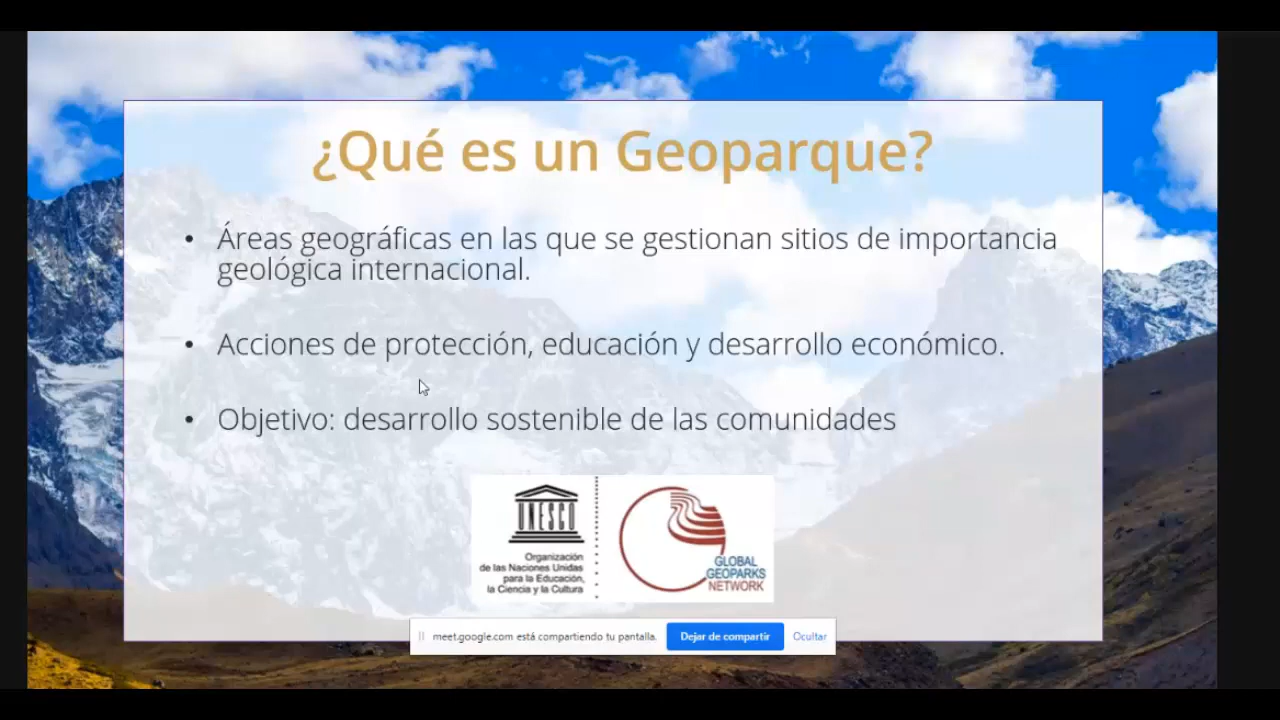 ¿Qué es un Geoparque?
• Áreas geográficas en las que se gestionan sitios de importancia
geológica internacional.
• Acciones de protección, educación y desarrollo económico.
• Objetivo: desarrollo sostenible de las comunidades
UNESCO
Organización
de las Naciones Unidas
para la Educación,
la Ciencia y la Cultura
GLOBAL
GEOPARKS
NETWORK
meet.google.com está compartiendo tu pantalla.
Dejar de compartir
Ocultar